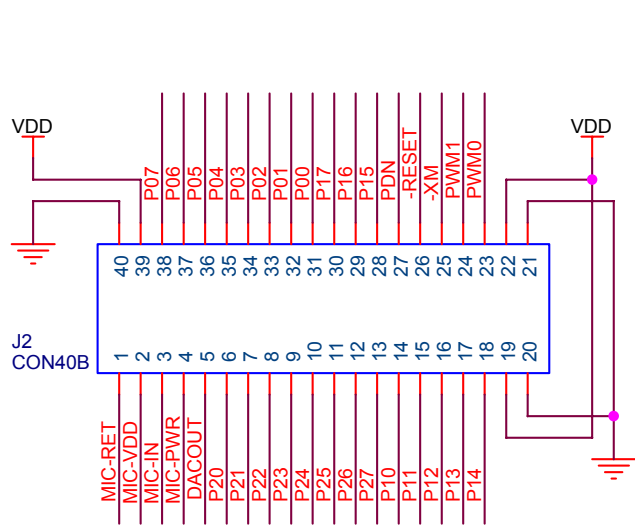 VDD
VDD
P07
P06
P05
P04
P03
P02
P01
P00
P17
P16
P15
PDN
-RESET
-XM
PWM1
PWM0
40
39
38
37
36
35
34
33
32
31
30
29
28
27
26
25
24
23
22
21
J2
CON40B
1
2
3
4
5
6
7
8
9
10
11
12
13
14
15
16
17
18
19
20
MIC-RET
MIC-VDD
MIC-IN
MIC-PWR
DACOUT
P20
P21
P22
P23
P24
P25
P26
P27
P10
P11
P12
P13
P14